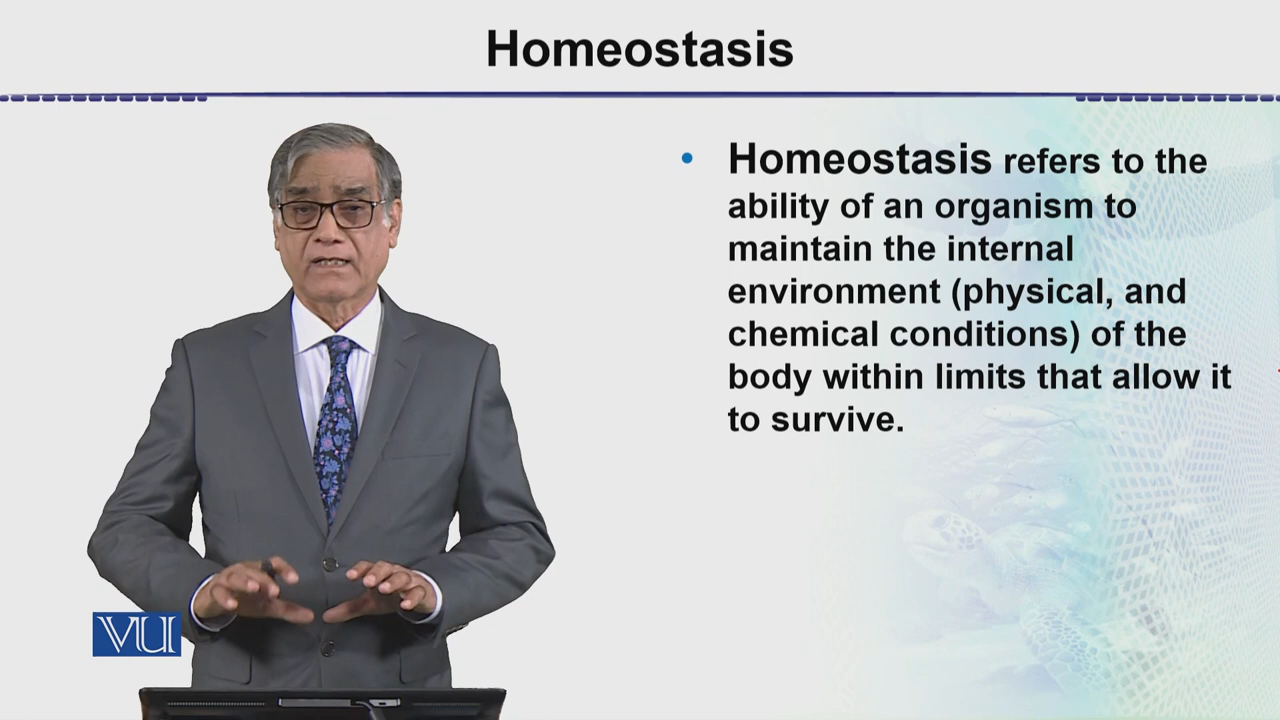 Homeostasis
• Homeostasis refers to the
ability of an organism to
maintain the internal
environment (physical, and
chemical conditions) of the
body within limits that allow it
to survive.
VU